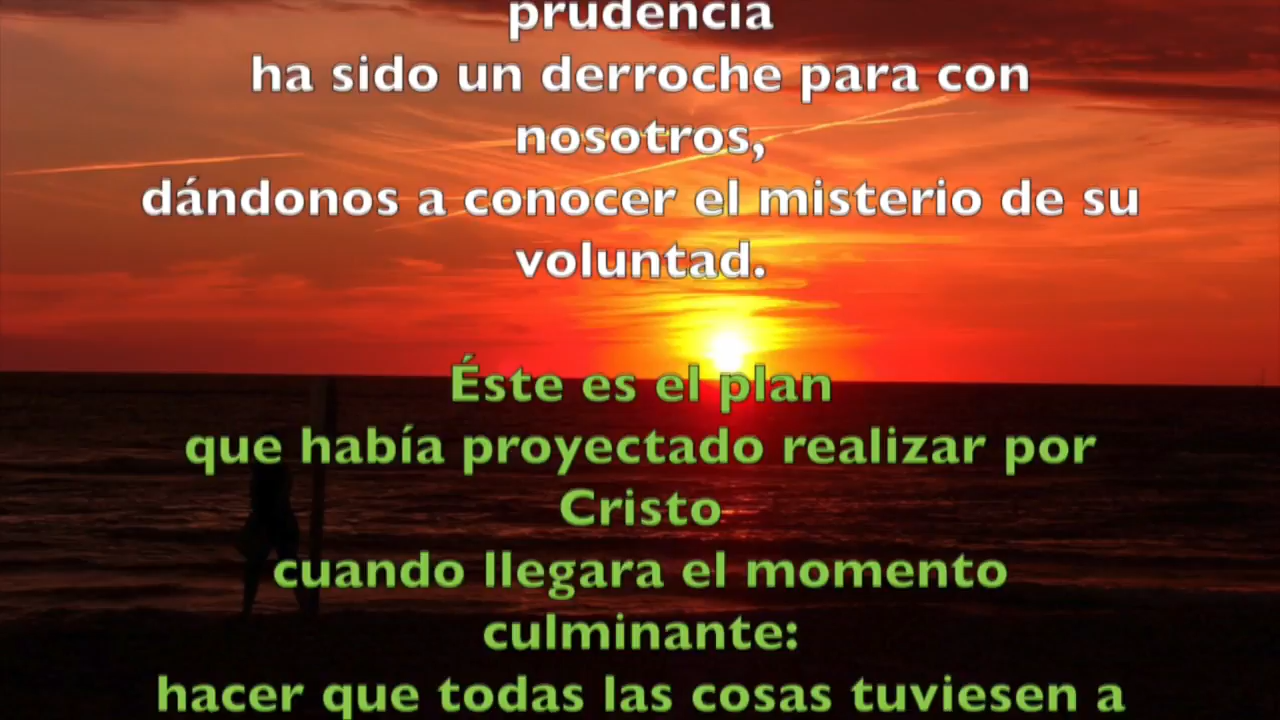 prudencia
ha sido un derroche para con
nosotros,
dándonos a conocer el misterio de su
voluntad.
Éste es el plan
que había proyectado realizar por
Cristo
cuando llegara el momento
culminante:
hacer que todas las cosas tuviesen a